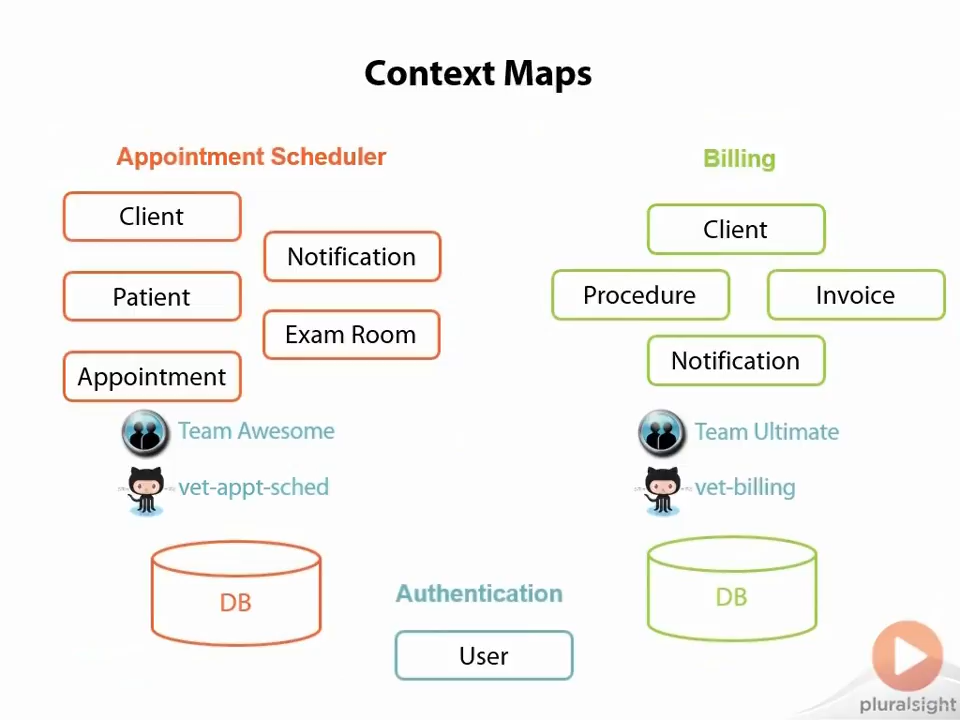 Context Maps
Appointment Scheduler
Client
Notification
Patient
Exam Room
Appointment
Team Awesome
vet-appt-sched
DB
Billing
Client
Procedure
Invoice
Notification
Team Ultimate
vet-billing
DB
Authentication
User
pluralsight